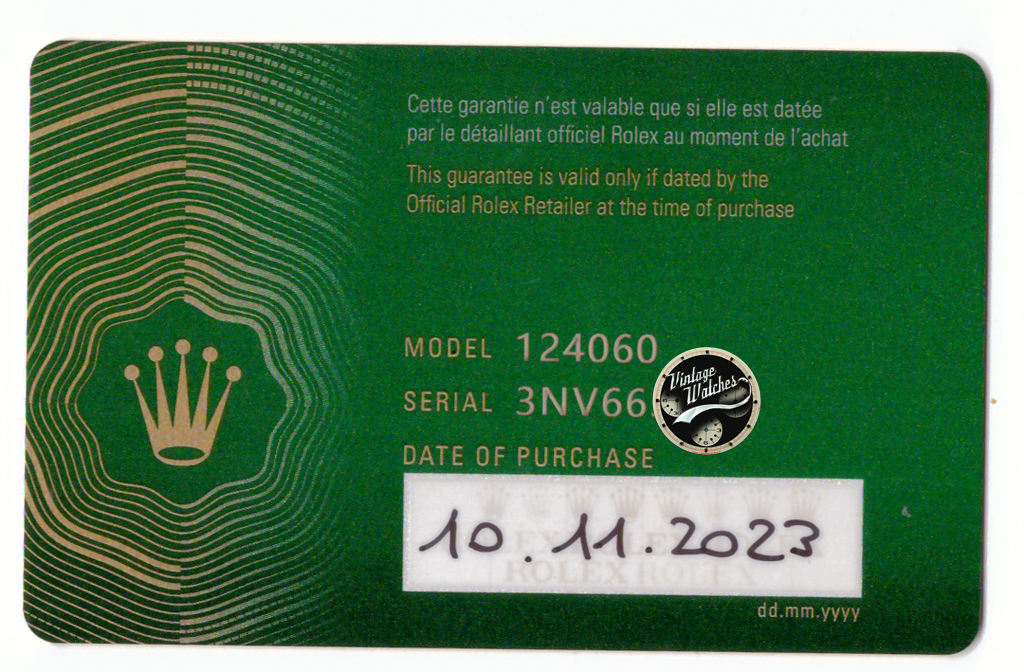 Cette garantie n'est valable que si elle est datée
par le détaillant officiel Rolex au moment de l'achat
This guarantee is valid only if dated by the
Official Rolex Retailer at the time of purchase
MODEL 124060
SERIAL 3NV66
Vintage
Watches
DATE OF PURCHASE
10.11.2023
ROLEX ROLEX
dd.mm.yyyy